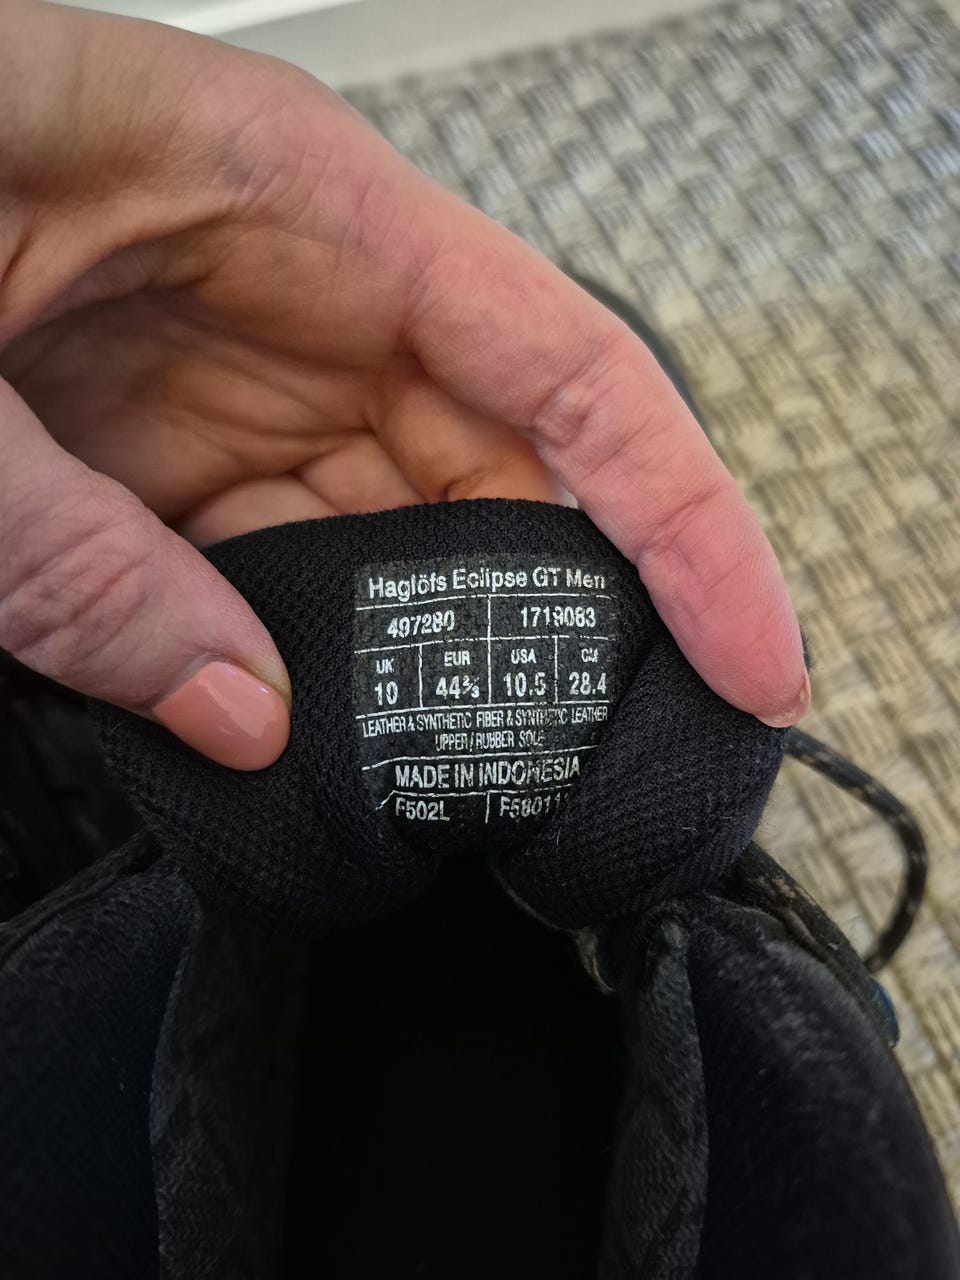 Haglöfs Eclipse GT Men
497280 1719083
UK EUR USA CM
10 44⅔ 10.5 28.4
LEATHER & SYNTHETIC FIBER & SYNTHETIC LEATHER
UPPER / RUBBER SOLE
MADE IN INDONESIA
F502L